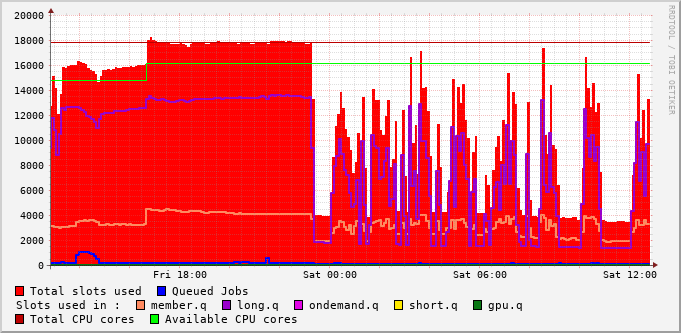 20000
18000
16000
14000
12000
10000
8000
6000
4000
2000
0
Fri 18:00 Sat 00:00 Sat 06:00 Sat 12:00
RRDTOOL / TOBI OETIKER
Total slots used Queued Jobs
Slots used in : member.q long.q ondemand.q short.q gpu.q
Total CPU cores Available CPU cores